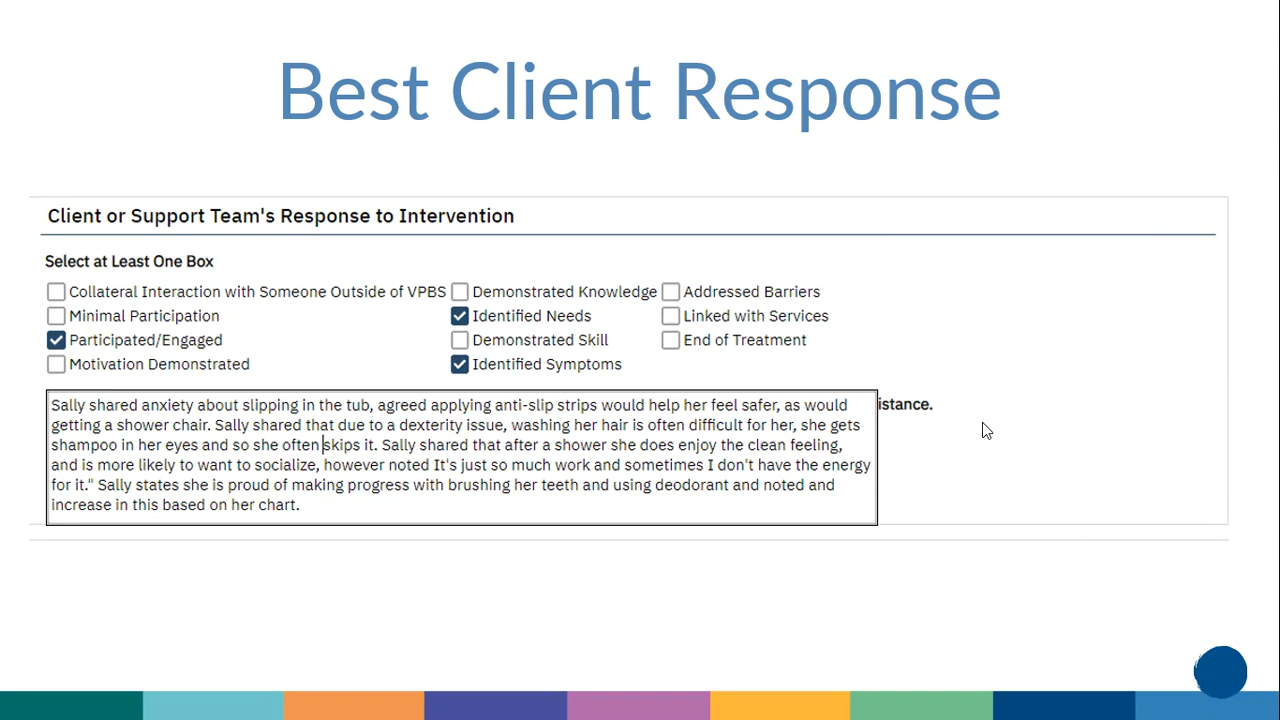 Best Client Response
Client or Support Team's Response to Intervention
Select at Least One Box
Collateral Interaction with Someone Outside of VPBS Demonstrated Knowledge Addressed Barriers
Minimal Participation Identified Needs Linked with Services
Participated/Engaged Demonstrated Skill End of Treatment
Motivation Demonstrated Identified Symptoms
Sally shared anxiety about slipping in the tub, agreed applying anti-slip strips would help her feel safer, as would istance.
getting a shower chair. Sally shared that due to a dexterity issue, washing her hair is often difficult for her, she gets
shampoo in her eyes and so she often skips it. Sally shared that after a shower she does enjoy the clean feeling,
and is more likely to want to socialize, however noted It's just so much work and sometimes I don't have the energy
for it." Sally states she is proud of making progress with brushing her teeth and using deodorant and noted and
increase in this based on her chart.